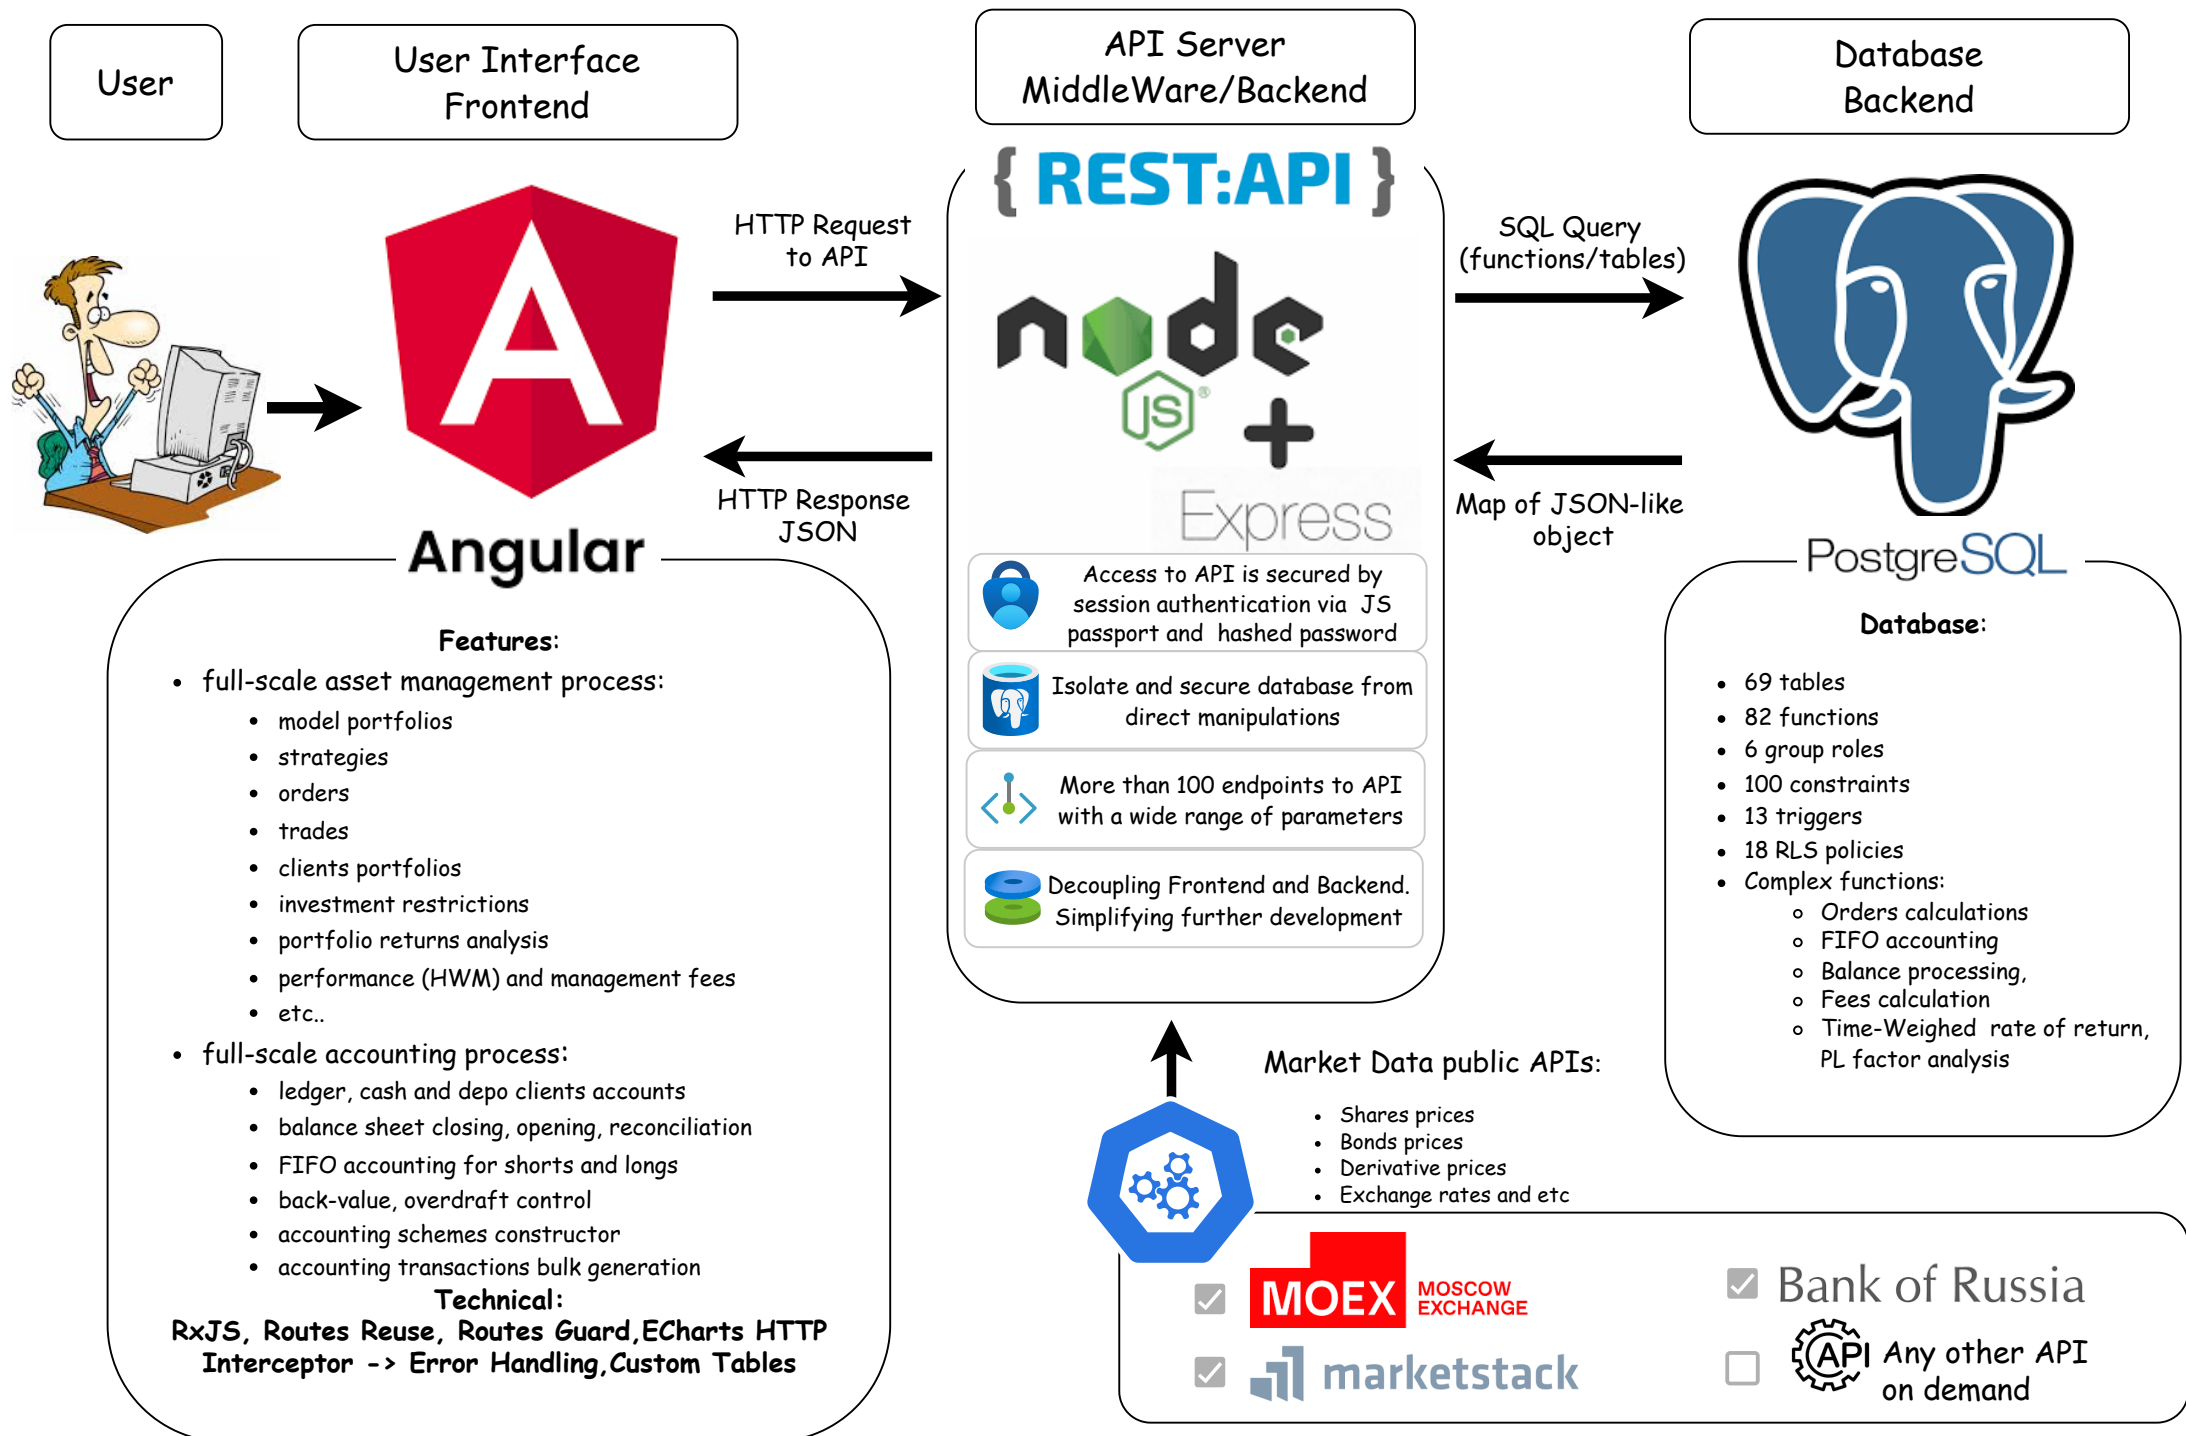 User
User Interface
Frontend
API Server
MiddleWare/Backend
Database
Backend
{ REST:API }
HTTP Request
to API
SQL Query
(functions/tables)
node
JS®
+
Express
HTTP Response
JSON
Map of JSON-like
object
Angular
PostgreSQL
Features:
• full-scale asset management process:
• model portfolios
• strategies
• orders
• trades
• clients portfolios
• investment restrictions
• portfolio returns analysis
• performance (HWM) and management fees
• etc..
• full-scale accounting process:
• ledger, cash and depo clients accounts
• balance sheet closing, opening, reconciliation
• FIFO accounting for shorts and longs
• back-value, overdraft control
• accounting schemes constructor
• accounting transactions bulk generation
Technical:
RxJS, Routes Reuse, Routes Guard,ECharts HTTP
Interceptor -> Error Handling,Custom Tables
Access to API is secured by
session authentication via JS
passport and hashed password
Isolate and secure database from
direct manipulations
More than 100 endpoints to API
with a wide range of parameters
Decoupling Frontend and Backend.
Simplifying further development
Database:
• 69 tables
• 82 functions
• 6 group roles
• 100 constraints
• 13 triggers
• 18 RLS policies
• Complex functions:
Orders calculations
FIFO accounting
Balance processing,
Fees calculation
Time-Weighed rate of return,
PL factor analysis
Market Data public APIs:
• Shares prices
• Bonds prices
• Derivative prices
• Exchange rates and etc
MOEX
MOSCOW
EXCHANGE
Bank of Russia
marketstack
{API}
Any other API
on demand